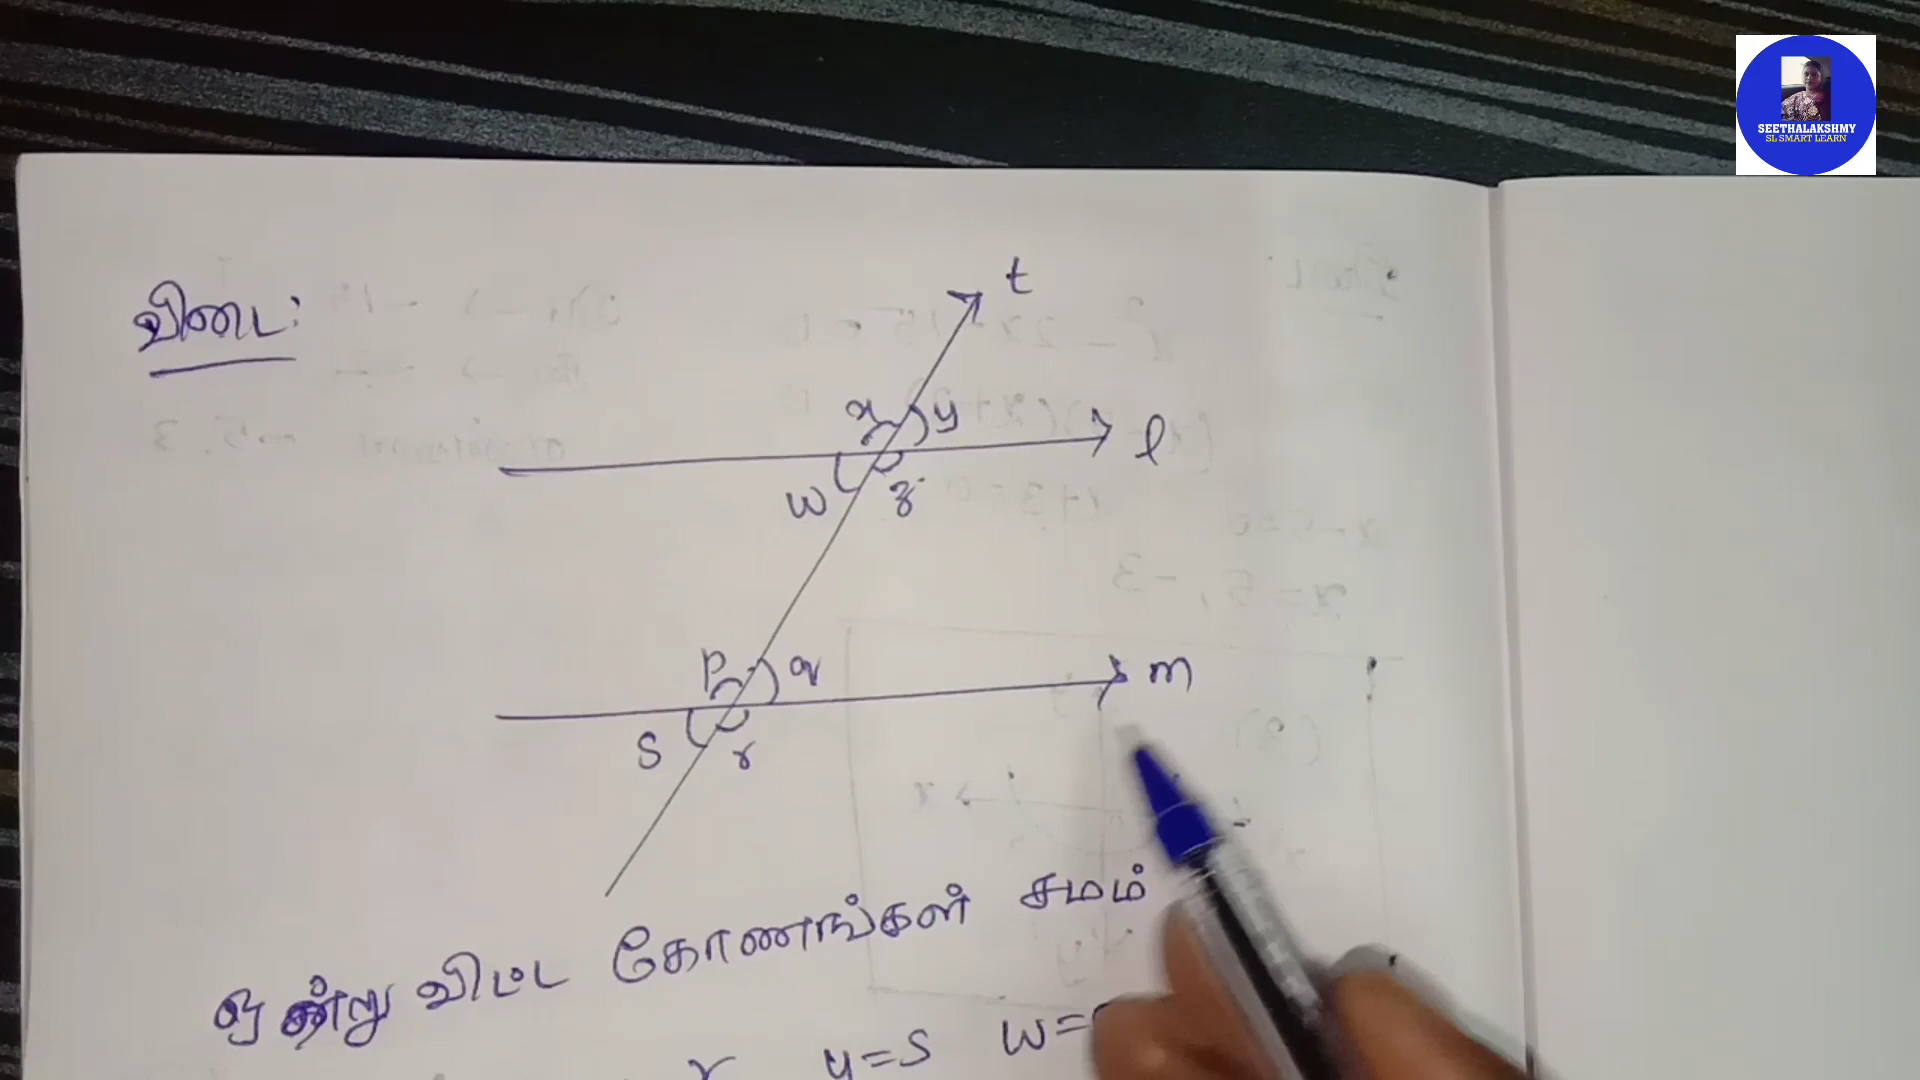 விடை:
t
x y
l
w z
p q
m
s r
ஒன்று விட்ட கோணங்கள் சமம்
r y=s w=
SEETHALAKSHMY
SL SMART LEARN